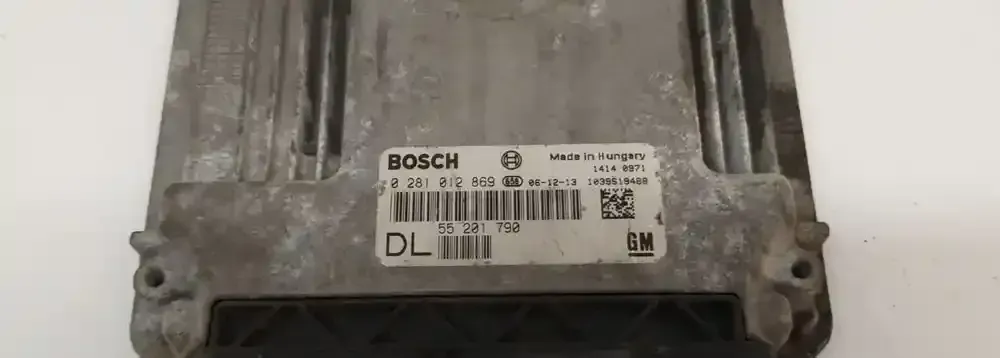 BOSCH Made in Hungary
1414 0971
0 281 012 869 656 06-12-13 1039S19488
55 201 790
DL GM